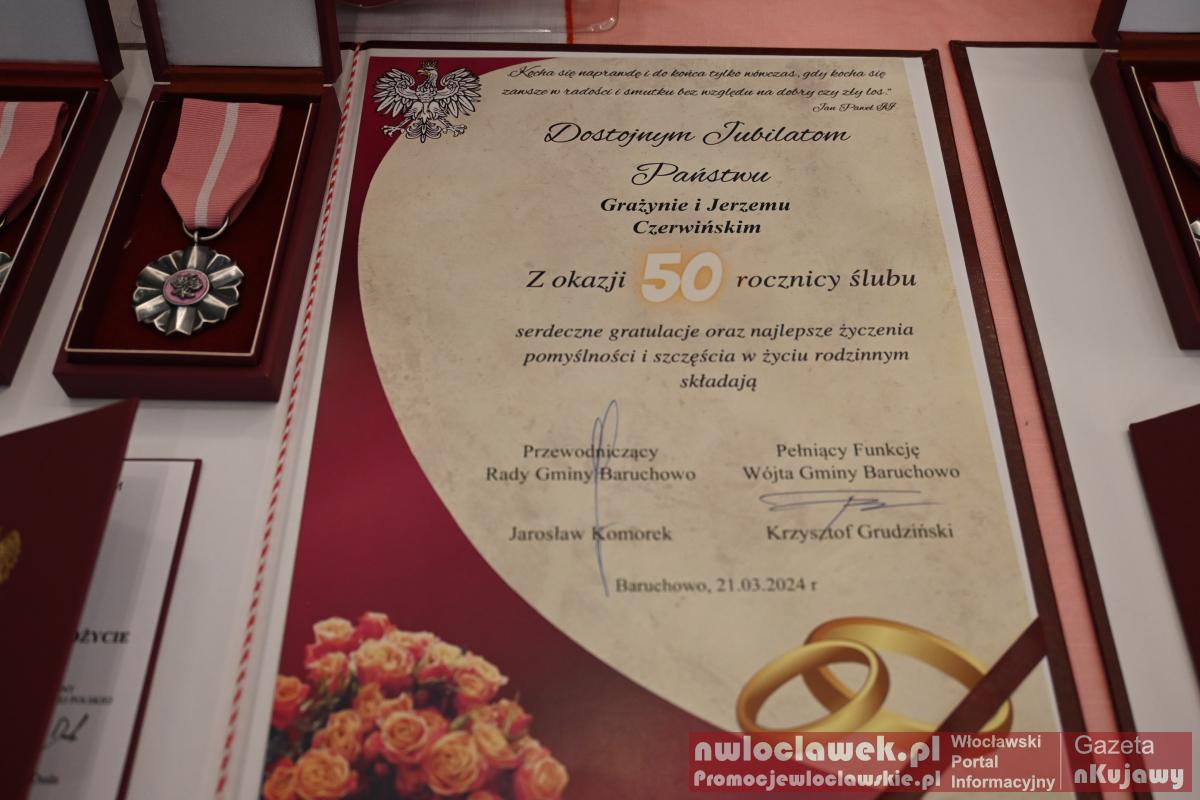 „Kocha się naprawdę i do końca tylko wówczas, gdy kocha się
zawsze w radości i smutku bez względu na dobry czy zły los."
Jan Paweł II
Dostojnym Jubilatom
Państwu
Grażynie i Jerzemu
Czerwińskim
Z okazji 50 rocznicy ślubu
serdeczne gratulacje oraz najlepsze życzenia
pomyślności i szczęścia w życiu rodzinnym
składają
Przewodniczący
Rady Gminy Baruchowo
Jarosław Komorek
Pełniący Funkcję
Wójta Gminy Baruchowo
Krzysztof Grudziński
Baruchowo, 21.03.2024 r
OŻYCIE
POLSKIEJ
Duda
nwloclawek.pl
Promocjewloclawskie.pl
Włocławski
Portal
Informacyjny
Gazeta
nKujawy